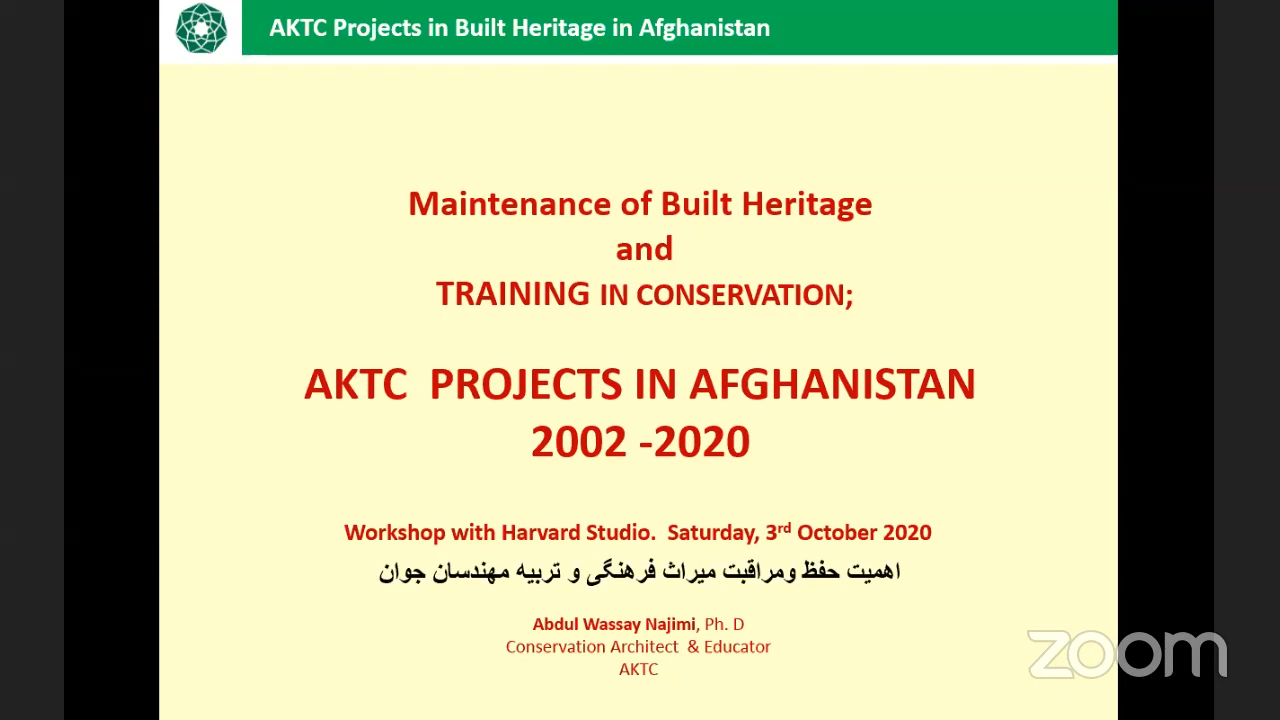 AKTC Projects in Built Heritage in Afghanistan
Maintenance of Built Heritage
and
TRAINING IN CONSERVATION;
AKTC PROJECTS IN AFGHANISTAN
2002 -2020
Workshop with Harvard Studio. Saturday, 3rd October 2020
اهمیت حفظ ومراقبت میراث فرهنگی و تربیه مهندسان جوان
Abdul Wassay Najimi, Ph. D
Conservation Architect & Educator
AKTC
zoom